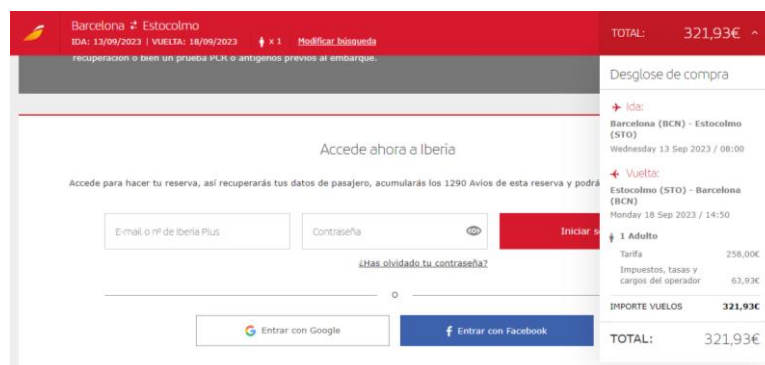 Barcelona ⇄ Estocolmo
IDA: 13/09/2023 | VUELTA: 18/09/2023 x 1 Modificar búsqueda
TOTAL: 321,93€
recuperación o bien un prueba PCR o antígenos previos al embarque.
Accede ahora a Iberia
Accede para hacer tu reserva, así recuperarás tus datos de pasajero, acumularás los 1290 Avios de esta reserva y podrá
E-mail o nº de Iberia Plus
Contraseña
Iniciar s
¿Has olvidado tu contraseña?
O
Entrar con Google
Entrar con Facebook
Desglose de compra
Ida:
Barcelona (BCN) - Estocolmo
(STO)
Wednesday 13 Sep 2023 / 08:00
Vuelta:
Estocolmo (STO) - Barcelona
(BCN)
Monday 18 Sep 2023 / 14:50
1 Adulto
Tarifa 258,00€
Impuestos, tasas y
cargos del operador 63,93€
IMPORTE VUELOS 321,93€
TOTAL: 321,93€